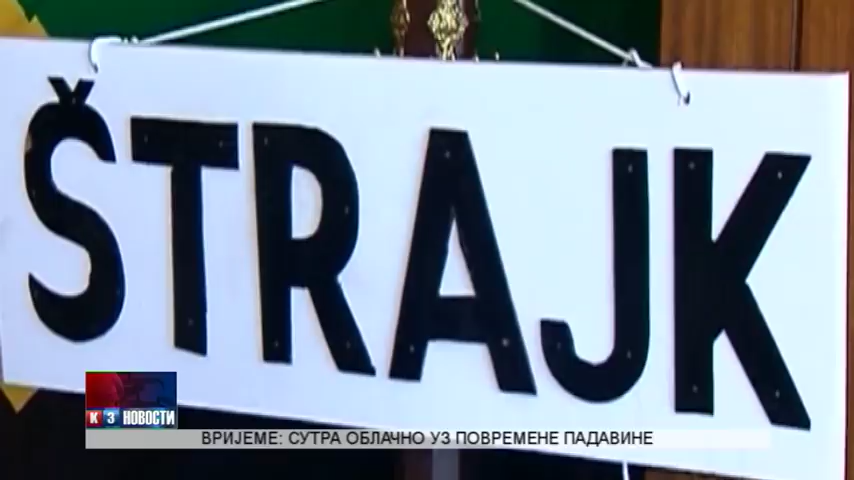 ŠTRAJK
К З НОВОСТИ
ВРИЈЕМЕ: СУТРА ОБЛАЧНО УЗ ПОВРЕМЕНЕ ПАДАВИНЕ